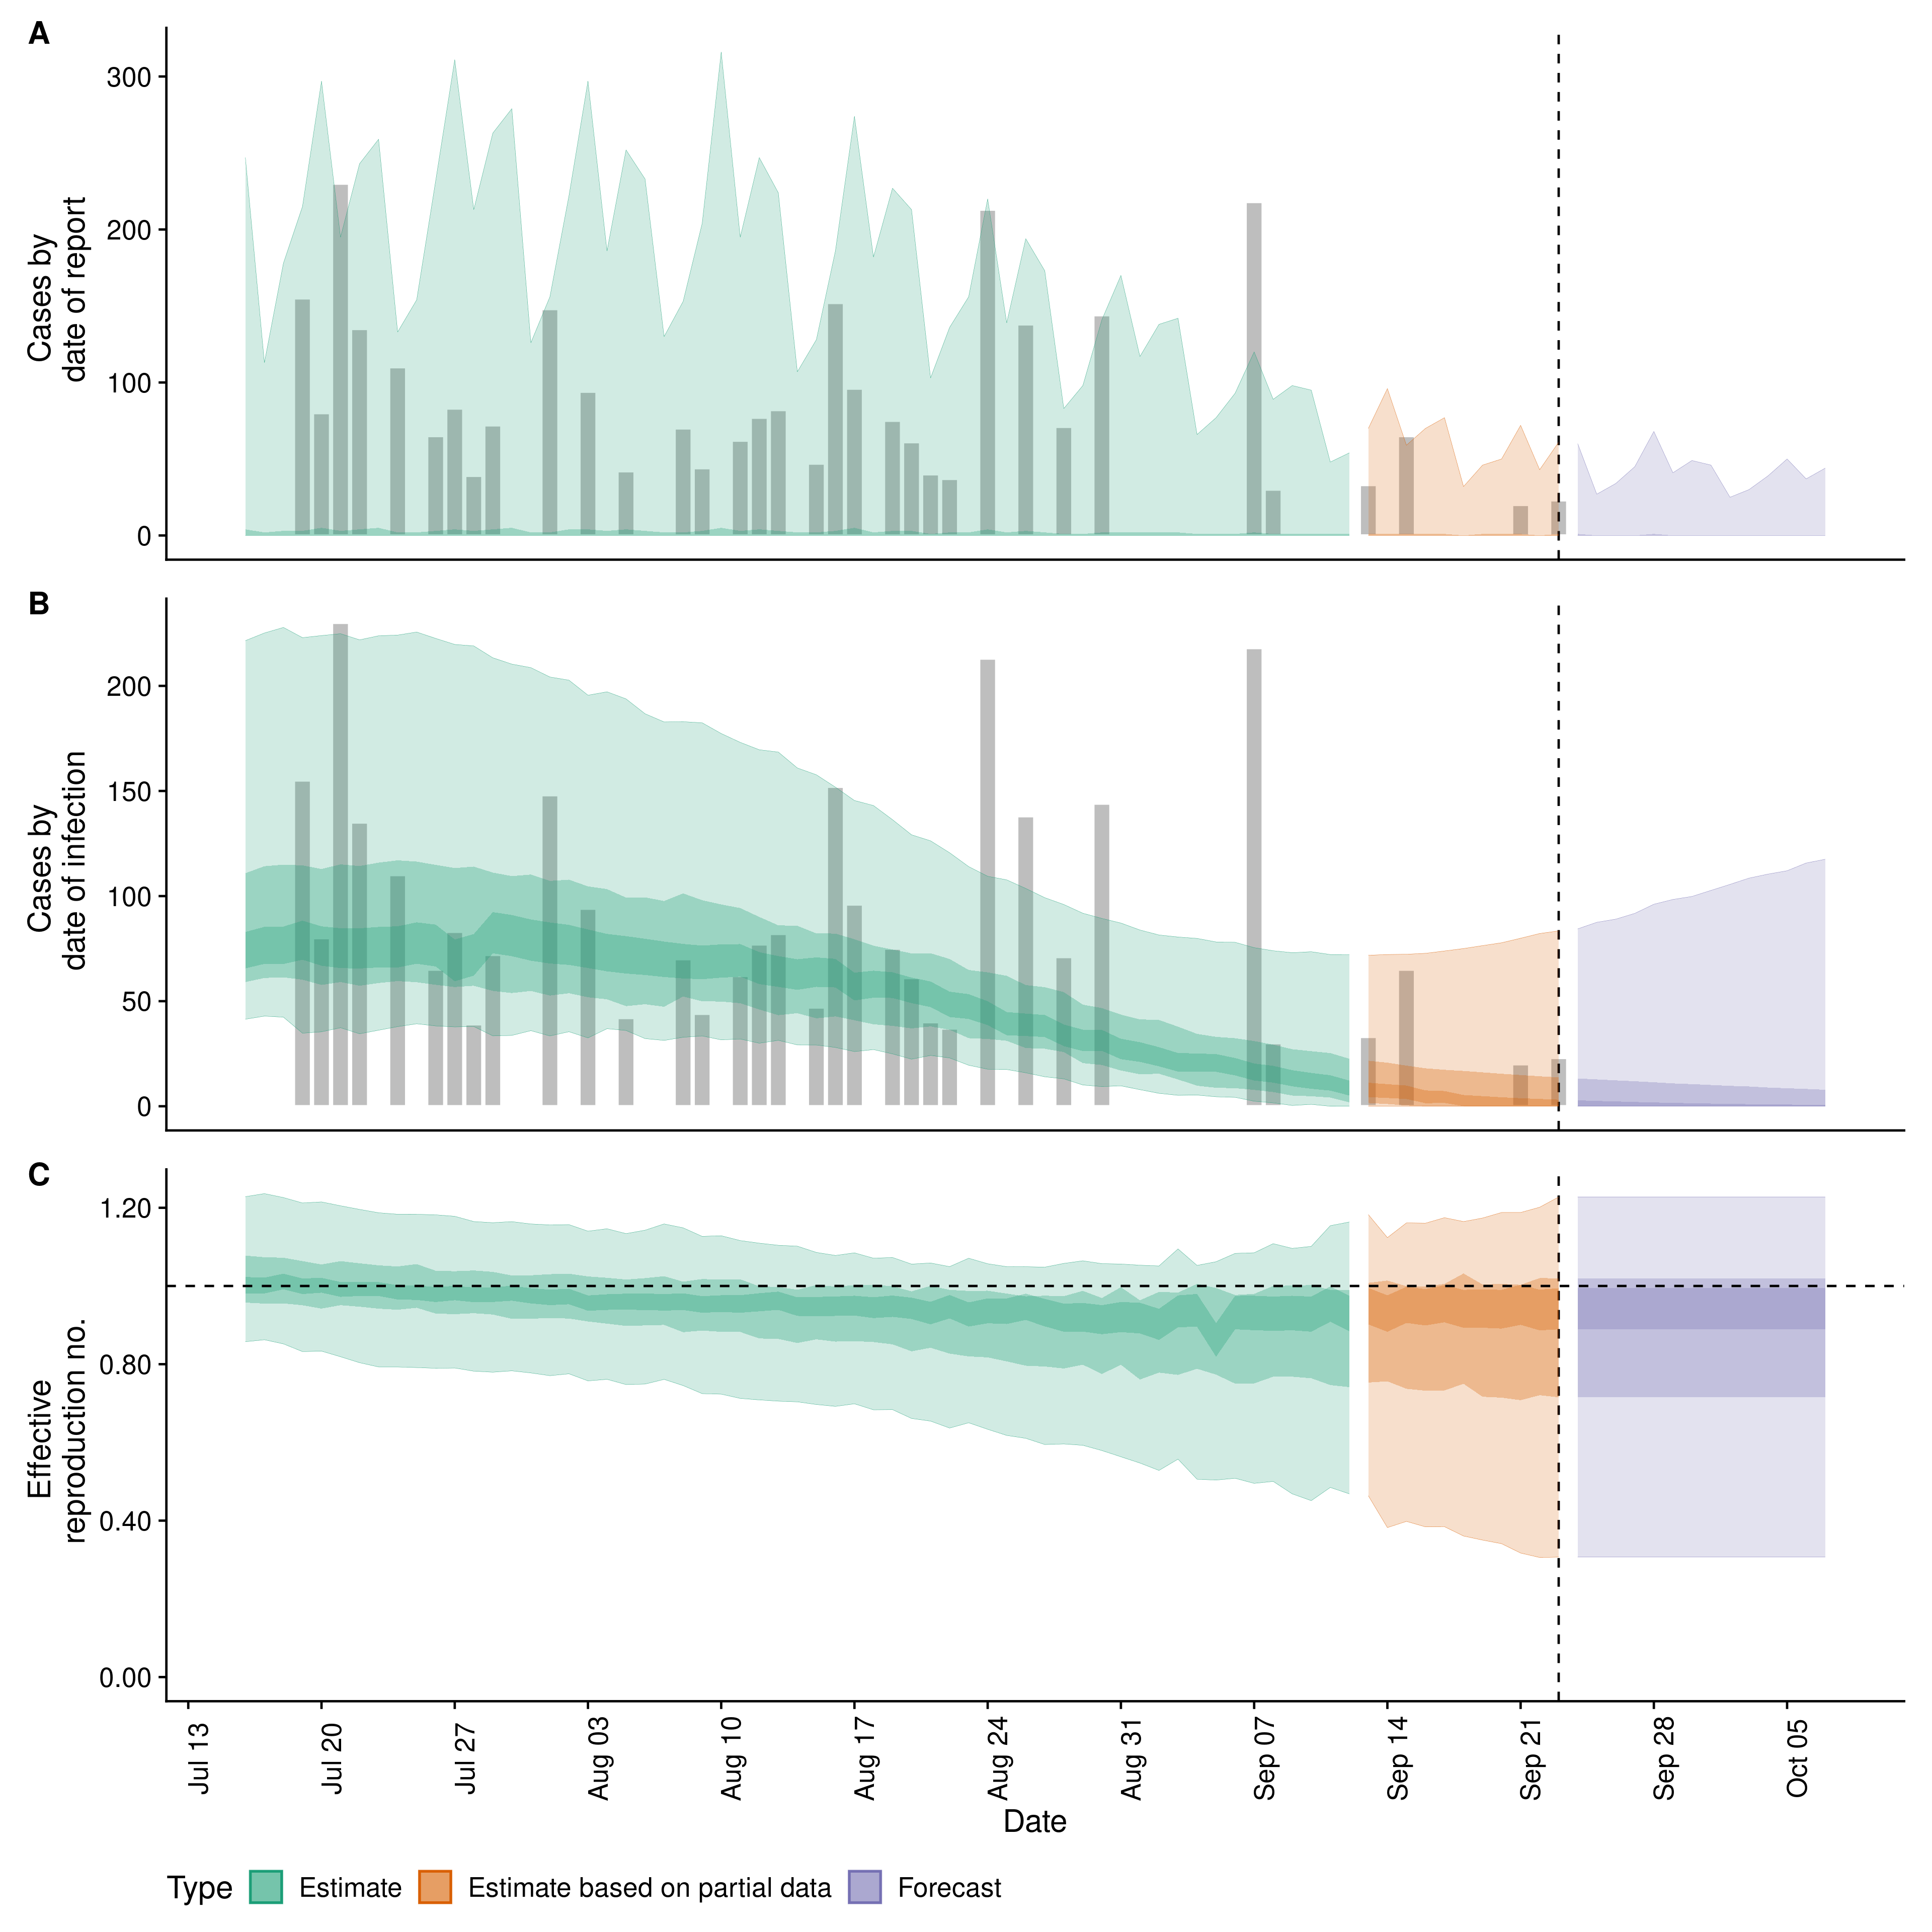 A
300
200
100
0
Cases by
date of report
B
200
150
100
50
0
Cases by
date of infection
C
1.20
0.80
0.40
0.00
Effective
reproduction no.
Jul 13
Jul 20
Jul 27
Aug 03
Aug 10
Aug 17
Aug 24
Aug 31
Sep 07
Sep 14
Sep 21
Sep 28
Oct 05
Date
Type Estimate Estimate based on partial data Forecast